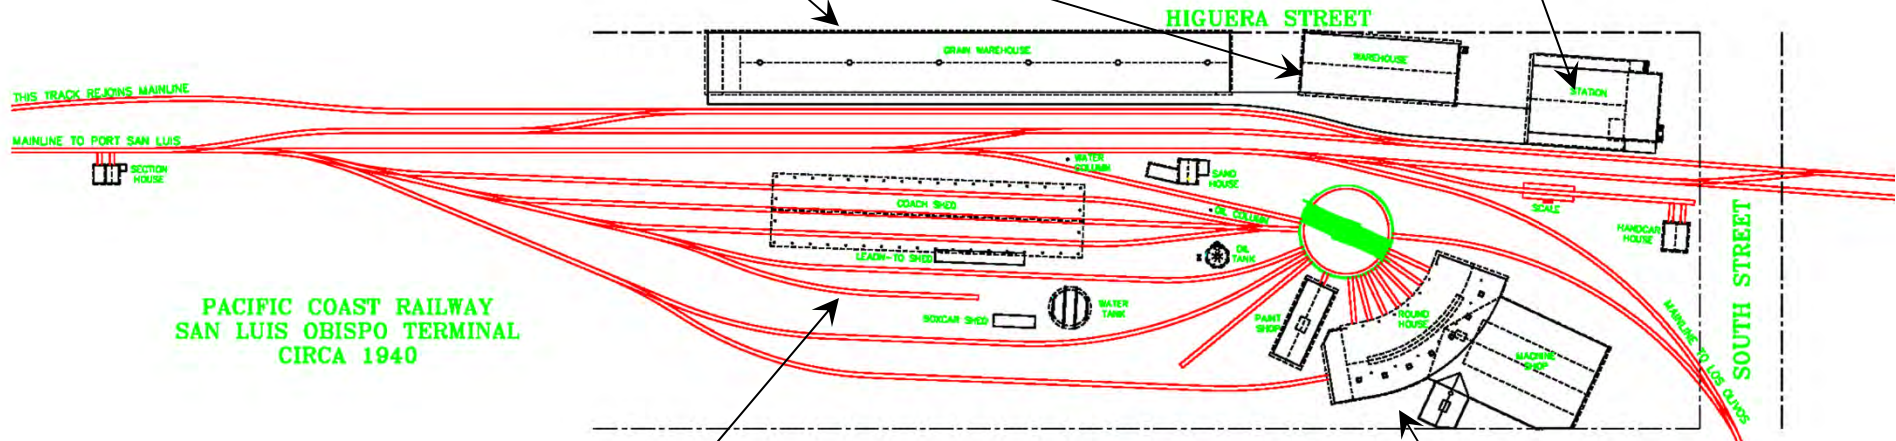 HIGUERA STREET
GRAIN WAREHOUSE
WAREHOUSE
STATION
THIS TRACK REJOINS MAINLINE
MAINLINE TO PORT SAN LUIS
SECTION
HOUSE
WATER
COLUMN
SAND
HOUSE
COACH SHED
OIL COLUMN
SCALE
HANDCAR
HOUSE
SOUTH STREET
LEADN-TO SHED
OIL
TANK
PACIFIC COAST RAILWAY
SAN LUIS OBISPO TERMINAL
CIRCA 1940
BOXCAR SHED
WATER
TANK
PAINT
SHOP
ROUND
HOUSE
MACHINE
SHOP
MAINLINE TO LOS OLIVOS